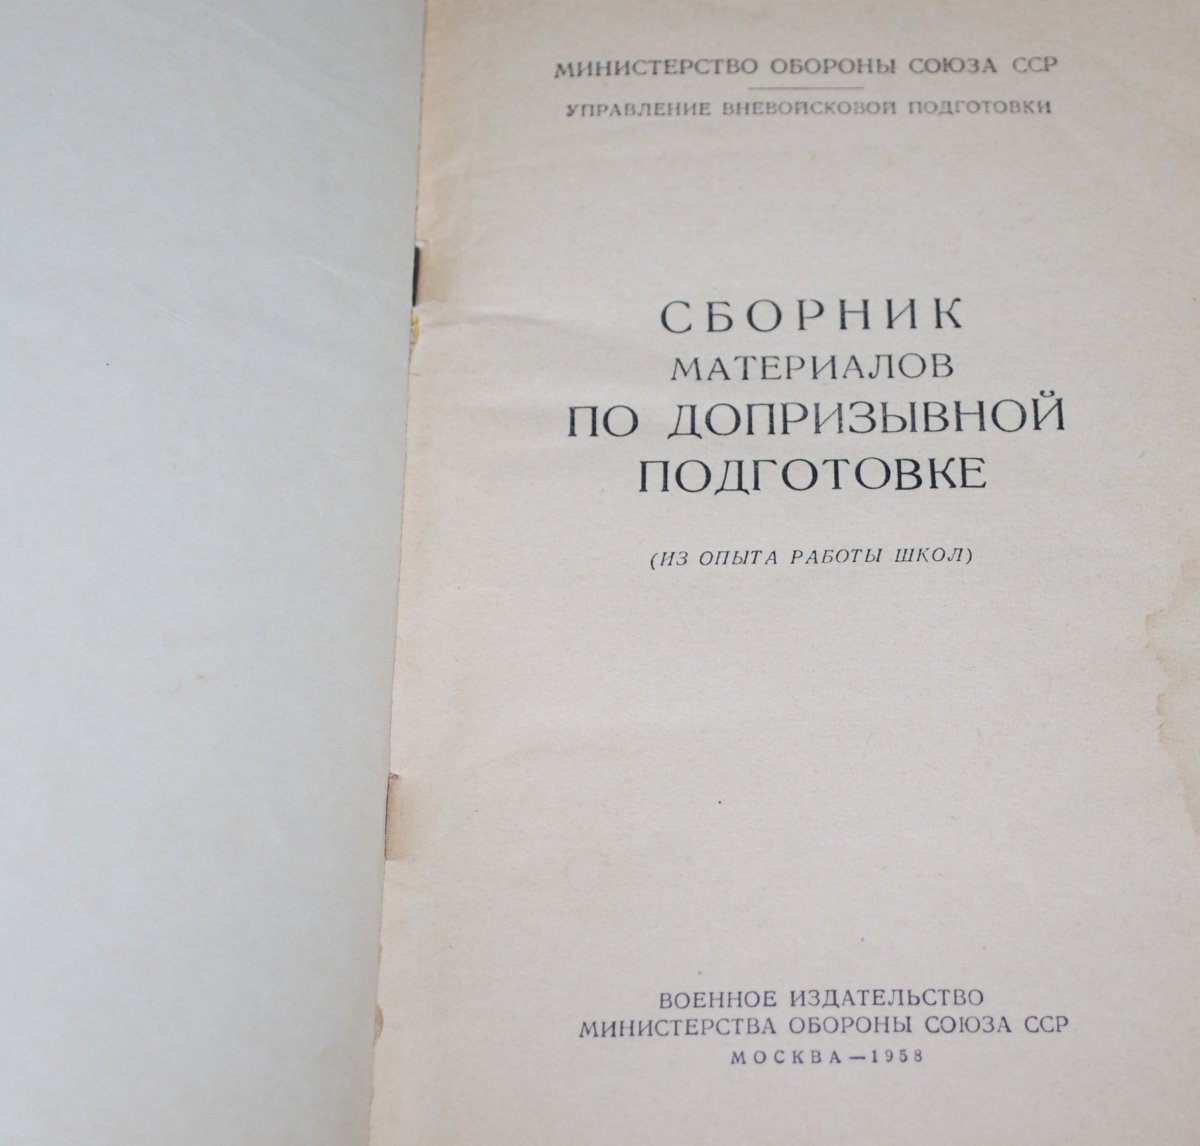 МИНИСТЕРСТВО ОБОРОНЫ СОЮЗА ССР
УПРАВЛЕНИЕ ВНЕВОЙСКОВОЙ ПОДГОТОВКИ
СБОРНИК
МАТЕРИАЛОВ
ПО ДОПРИЗЫВНОЙ
ПОДГОТОВКЕ
(ИЗ ОПЫТА РАБОТЫ ШКОЛ)
ВОЕННОЕ ИЗДАТЕЛЬСТВО
МИНИСТЕРСТВА ОБОРОНЫ СОЮЗА ССР
МОСКВА—1958